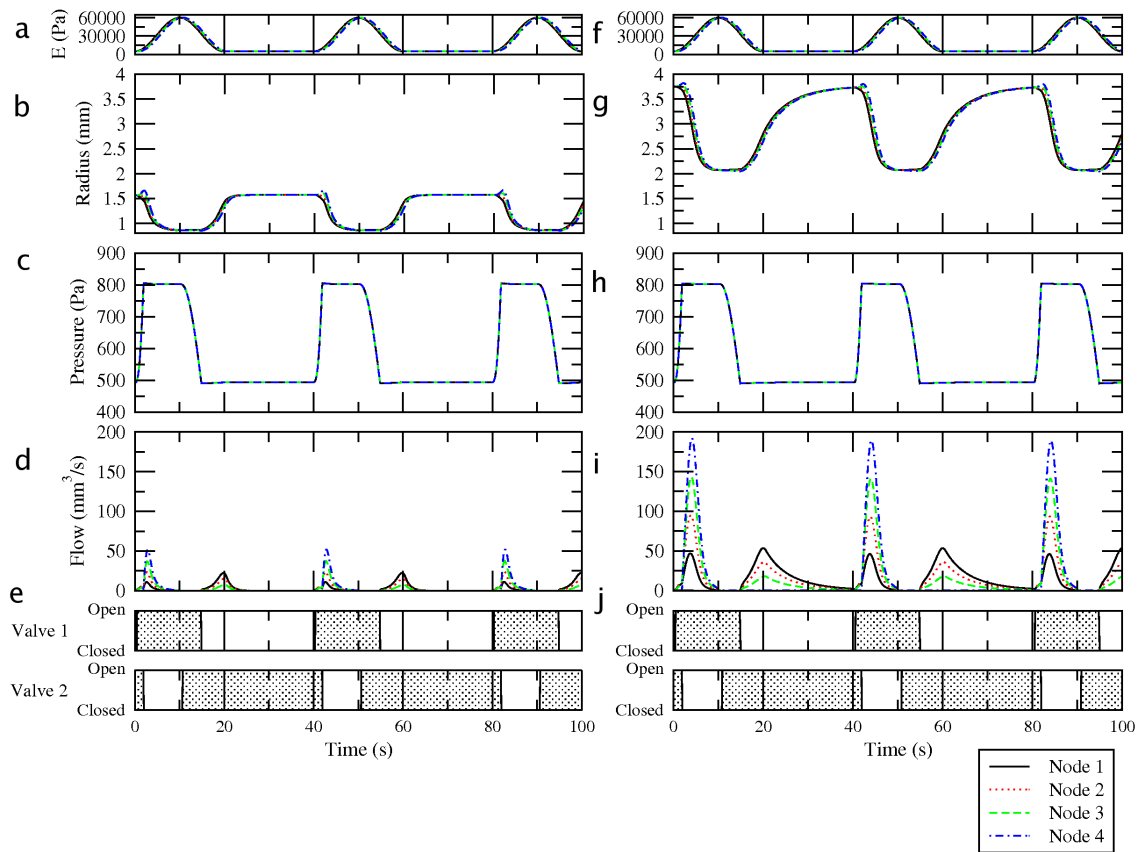 a
E (Pa)
60000
30000
0
b
Radius (mm)
4
3.5
3
2.5
2
1.5
1
c
Pressure (Pa)
900
800
700
600
500
400
d
Flow (mm³/s)
200
150
100
50
0
e
Valve 1
Open
Closed
Valve 2
Open
Closed
0 20 40 60 80 100
Time (s)
f
60000
30000
0
g
4
3.5
3
2.5
2
1.5
1
h
900
800
700
600
500
400
i
200
150
100
50
0
j
Open
Closed
Open
Closed
0 20 40 60 80 100
Time (s)
Node 1
Node 2
Node 3
Node 4